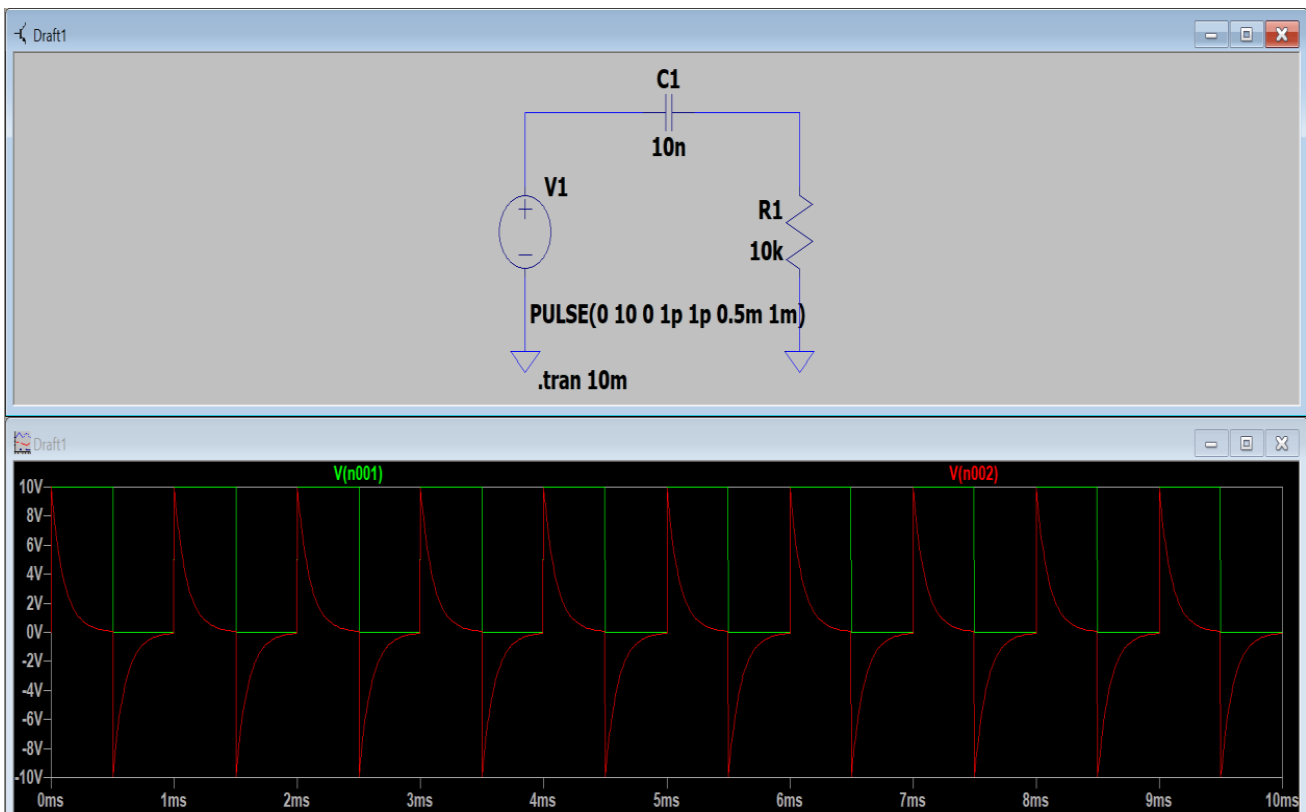 Draft1
C1
10n
V1
R1
10k
PULSE(0 10 0 1p 1p 0.5m 1m)
.tran 10m
Draft1
V(n001) V(n002)
10V
8V
6V
4V
2V
0V
-2V
-4V
-6V
-8V
-10V
0ms 1ms 2ms 3ms 4ms 5ms 6ms 7ms 8ms 9ms 10ms